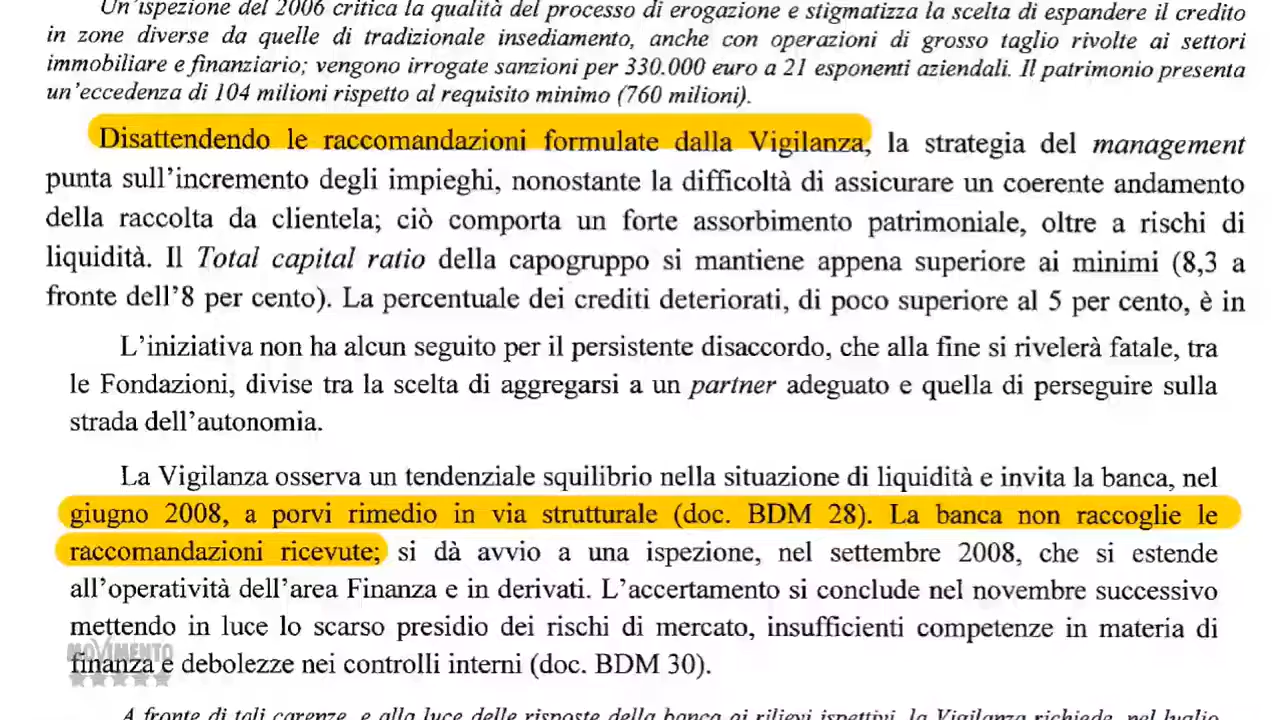 Un'ispezione del 2006 critica la qualità del processo di erogazione e stigmatizza la scelta di espandere il credito
in zone diverse da quelle di tradizionale insediamento, anche con operazioni di grosso taglio rivolte ai settori
immobiliare e finanziario; vengono irrogate sanzioni per 330.000 euro a 21 esponenti aziendali. Il patrimonio presenta
un'eccedenza di 104 milioni rispetto al requisito minimo (760 milioni).
Disattendendo le raccomandazioni formulate dalla Vigilanza, la strategia del management
punta sull'incremento degli impieghi, nonostante la difficoltà di assicurare un coerente andamento
della raccolta da clientela; ciò comporta un forte assorbimento patrimoniale, oltre a rischi di
liquidità. Il Total capital ratio della capogruppo si mantiene appena superiore ai minimi (8,3 a
fronte dell'8 per cento). La percentuale dei crediti deteriorati, di poco superiore al 5 per cento, è in
L'iniziativa non ha alcun seguito per il persistente disaccordo, che alla fine si rivelerà fatale, tra
le Fondazioni, divise tra la scelta di aggregarsi a un partner adeguato e quella di perseguire sulla
strada dell'autonomia.
La Vigilanza osserva un tendenziale squilibrio nella situazione di liquidità e invita la banca, nel
giugno 2008, a porvi rimedio in via strutturale (doc. BDM 28). La banca non raccoglie le
raccomandazioni ricevute; si dà avvio a una ispezione, nel settembre 2008, che si estende
all'operatività dell'area Finanza e in derivati. L'accertamento si conclude nel novembre successivo
mettendo in luce lo scarso presidio dei rischi di mercato, insufficienti competenze in materia di
finanza e debolezze nei controlli interni (doc. BDM 30).
MOVIMENTO
A fronte di tali carenze, e alla luce delle risposte della banca ai rilievi ispettivi, la Vigilanza richiede, nel luglio